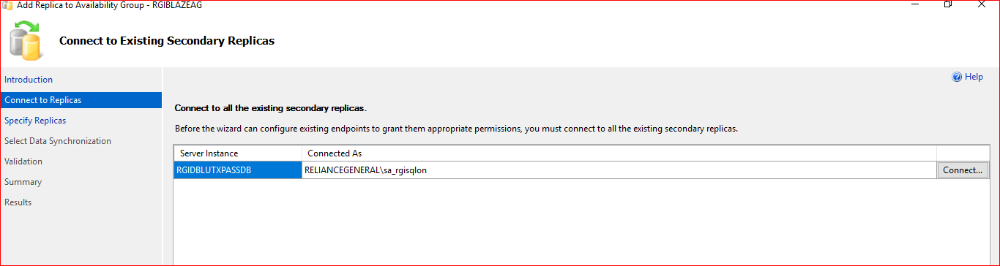 Add Replica to Availability Group - RGIBLAZEAG
Connect to Existing Secondary Replicas
Introduction
Connect to Replicas
Specify Replicas
Select Data Synchronization
Validation
Summary
Results
Help
Connect to all the existing secondary replicas.
Before the wizard can configure existing endpoints to grant them appropriate permissions, you must connect to all the existing secondary replicas.
Server Instance Connected As
RGIDBLUTXPASSDB RELIANCEGENERAL\sa_rgisqlon Connect...